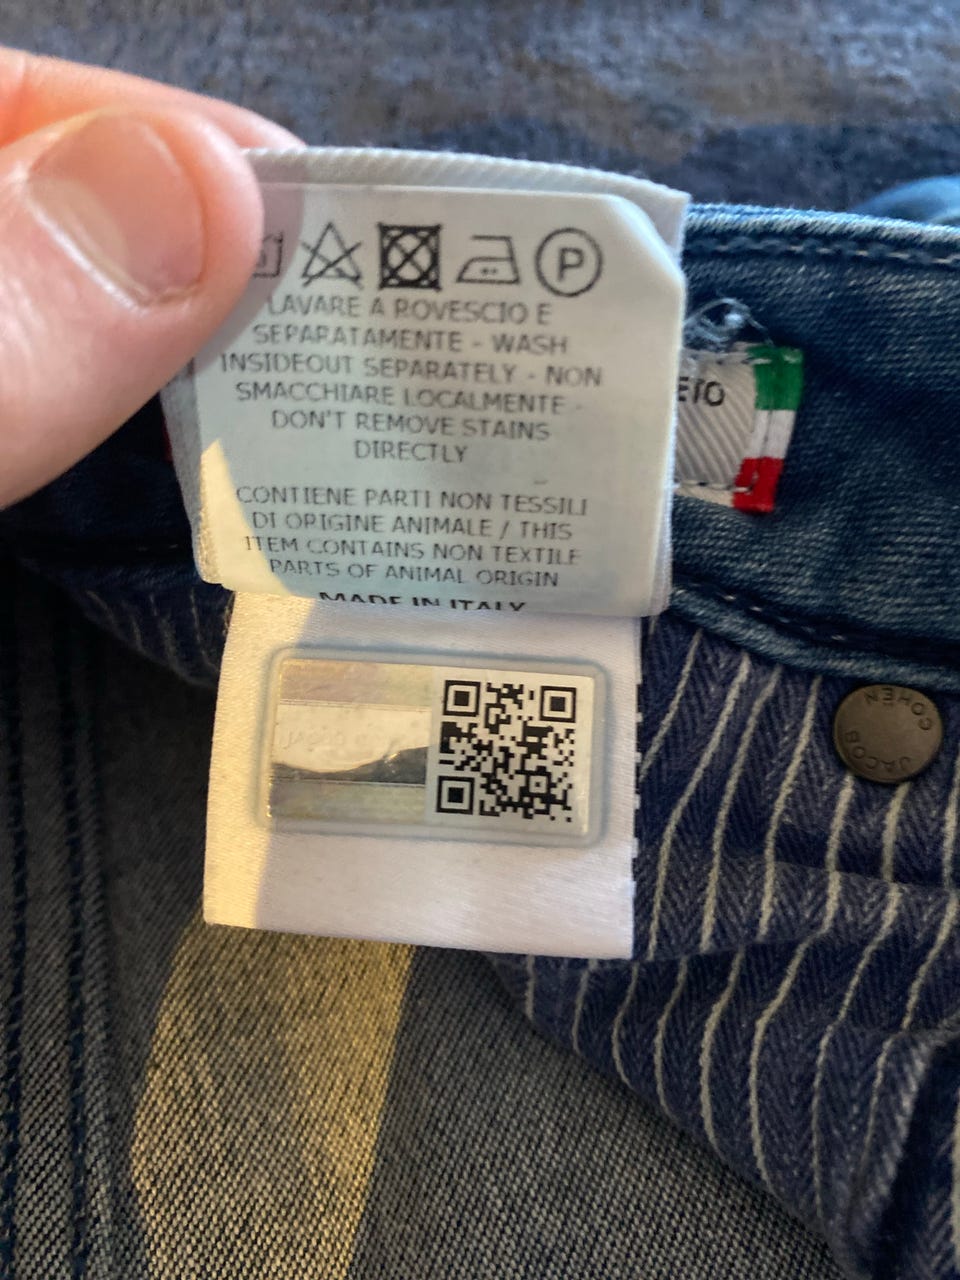 P
LAVARE A ROVESCIO E
SEPARATAMENTE - WASH
INSIDEOUT SEPARATELY - NON
SMACCHIARE LOCALMENTE -
DON'T REMOVE STAINS
DIRECTLY
CONTIENE PARTI NON TESSILI
DI ORIGINE ANIMALE / THIS
ITEM CONTAINS NON TEXTILE
PARTS OF ANIMAL ORIGIN
MADE IN ITALY
JACOB COHËN